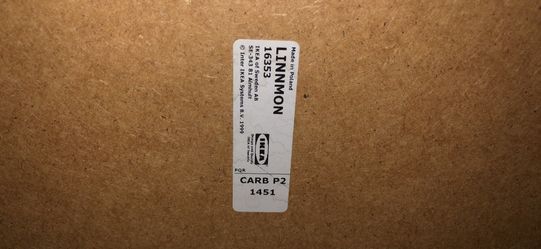 Made in Poland
LINNMON
16353
IKEA of Sweden AB
SE-343 81 Älmhult
© Inter IKEA Systems B.V. 1999
IKEA
PQR
CARB P2
1451